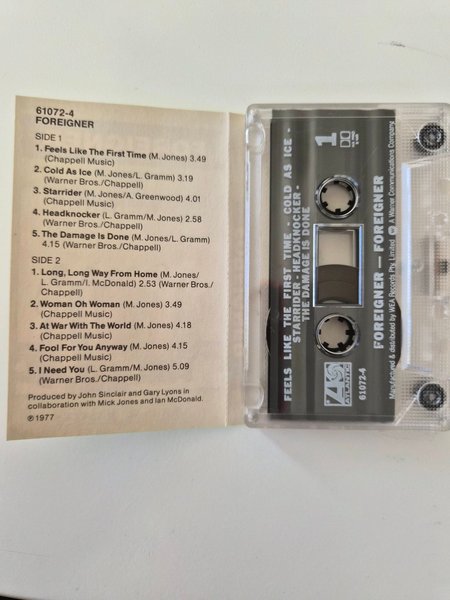 61072-4
FOREIGNER
SIDE 1
1. Feels Like The First Time (M. Jones) 3.49
(Chappell Music)
2. Cold As Ice (M. Jones/L. Gramm) 3.19
(Warner Bros./Chappell)
3. Starrider (M. Jones/A. Greenwood) 4.01
(Chappell Music)
4. Headknocker (L. Gramm/M. Jones) 2.58
(Warner Bros./Chappell)
5. The Damage Is Done (M. Jones/L. Gramm)
4.15 (Warner Bros./Chappell)
SIDE 2
1. Long, Long Way From Home (M. Jones/
L. Gramm/I. McDonald) 2.53 (Warner Bros./
Chappell)
2. Woman Oh Woman (M. Jones) 3.49
(Chappell Music)
3. At War With The World (M. Jones) 4.18
(Chappell Music)
4. Fool For You Anyway (M. Jones) 4.15
(Chappell Music)
5. I Need You (L. Gramm/M. Jones) 5.09
(Warner Bros./Chappell)
Produced by John Sinclair and Gary Lyons in
collaboration with Mick Jones and Ian McDonald.
℗ 1977
1
FEELS LIKE THE FIRST TIME · COLD AS ICE ·
STARRIDER · HEADKNOCKER ·
THE DAMAGE IS DONE
ATLANTIC
61072-4
FOREIGNER — FOREIGNER
Manufactured & distributed by WEA Records Pty. Limited A Warner Communications Company.